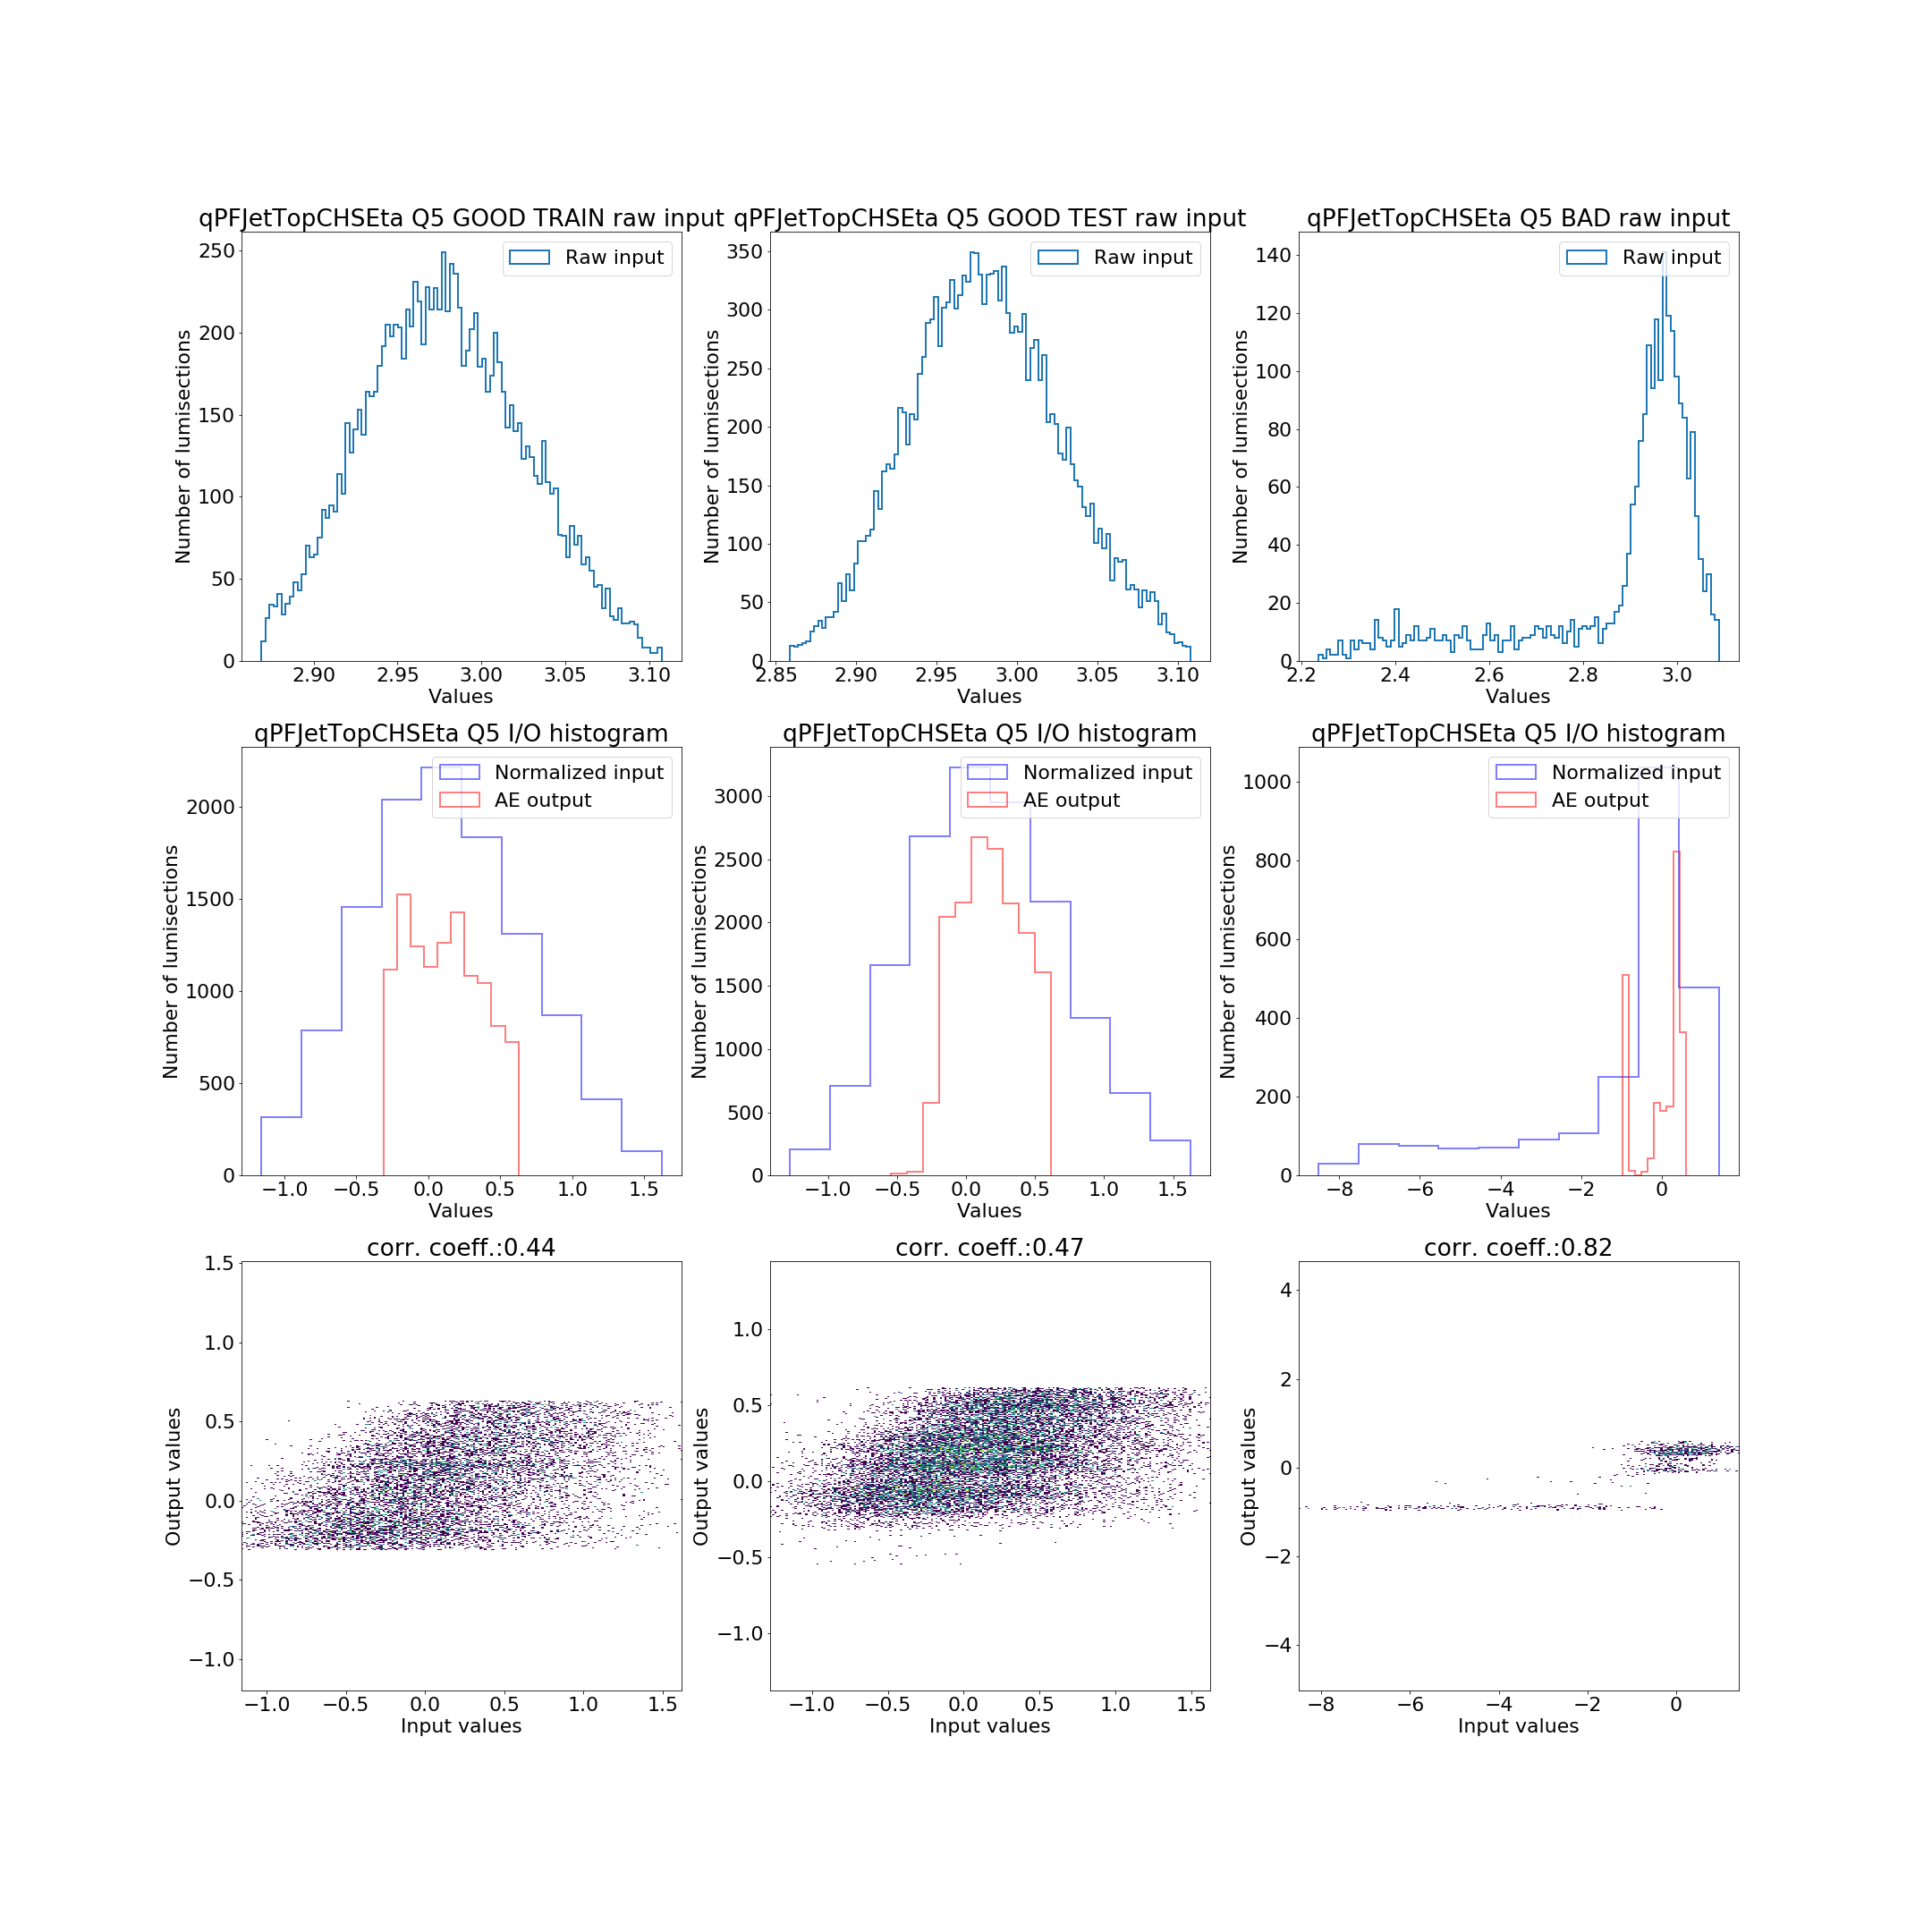 qPFJetTopCHSEta Q5 GOOD TRAIN raw input
Raw input
Number of lumisections
250
200
150
100
50
0
2.90 2.95 3.00 3.05 3.10
Values
qPFJetTopCHSEta Q5 GOOD TEST raw input
Raw input
Number of lumisections
350
300
250
200
150
100
50
0
2.85 2.90 2.95 3.00 3.05 3.10
Values
qPFJetTopCHSEta Q5 BAD raw input
Raw input
Number of lumisections
140
120
100
80
60
40
20
0
2.2 2.4 2.6 2.8 3.0
Values
qPFJetTopCHSEta Q5 I/O histogram
Normalized input
AE output
Number of lumisections
2000
1500
1000
500
0
−1.0 −0.5 0.0 0.5 1.0 1.5
Values
qPFJetTopCHSEta Q5 I/O histogram
Normalized input
AE output
Number of lumisections
3000
2500
2000
1500
1000
500
0
−1.0 −0.5 0.0 0.5 1.0 1.5
Values
qPFJetTopCHSEta Q5 I/O histogram
Normalized input
AE output
Number of lumisections
1000
800
600
400
200
0
−8 −6 −4 −2 0
Values
corr. coeff.:0.44
Output values
1.5
1.0
0.5
0.0
−0.5
−1.0
−1.0 −0.5 0.0 0.5 1.0 1.5
Input values
corr. coeff.:0.47
Output values
1.0
0.5
0.0
−0.5
−1.0
−1.0 −0.5 0.0 0.5 1.0 1.5
Input values
corr. coeff.:0.82
Output values
4
2
0
−2
−4
−8 −6 −4 −2 0
Input values